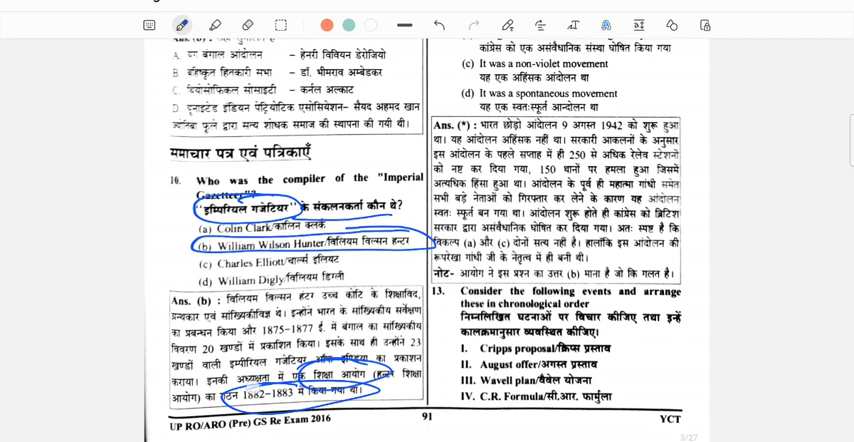 A. यंग बंगाल आंदोलन – हेनरी विवियन डेरोजियो
B बहिष्कृत हितकारी सभा – डॉ. भीमराव अम्बेडकर
C. थियोसोफिकल सोसाइटी – कर्नल अल्काट
D. यूनाइटेड इंडियन पेट्रियोटिक एसोसियेशन– सैयद अहमद खान
ज्योतिबा फूले द्वारा सत्य शोधक समाज की स्थापना की गयी थी।
समाचार पत्र एवं पत्रिकाएँ
10. Who was the compiler of the "Imperial
Gazetteer"?
''इम्पिरियल गजेटियर'' के संकलनकर्ता कौन थे?
(a) Colin Clark/कालिन क्लर्क
(b) William Wilson Hunter/विलियम विल्सन हन्टर
(c) Charles Elliott/चार्ल्स इलियट
(d) William Digly/विलियम डिग्ली
Ans. (b) : विलियम विल्सन हंटर उच्च कोटि के शिक्षाविद,
ग्रन्थकार एवं सांख्यिकीविज्ञ थे। इन्होंने भारत के सांख्यिकीय सर्वेक्षण
का प्रबन्धन किया और 1875-1877 ई. में बंगाल का सांख्यिकीय
विवरण 20 खण्डों में प्रकाशित किया। इसके साथ ही उन्होंने 23
खण्डों वाली इम्पीरियल गजेटियर ऑफ इण्डिया का प्रकाशन
कराया। इनकी अध्यक्षता में एक शिक्षा आयोग (हन्टर शिक्षा
आयोग) का गठन 1882-1883 में किया गया था।
कांग्रेस को एक असंवैधानिक संस्था घोषित किया गया
(c) It was a non-violet movement
यह एक अहिंसक आंदोलन था
(d) It was a spontaneous movement
यह एक स्वतःस्फूर्त आन्दोलन था
Ans. (*) : भारत छोड़ो आंदोलन 9 अगस्त 1942 को शुरू हुआ
था। यह आंदोलन अहिंसक नहीं था। सरकारी आकलनों के अनुसार
इस आंदोलन के पहले सप्ताह में ही 250 से अधिक रेलवे स्टेशनों
को नष्ट कर दिया गया, 150 थानों पर हमला हुआ जिसमें
अत्यधिक हिंसा हुआ था। आंदोलन के पूर्व ही महात्मा गांधी समेत
सभी बड़े नेताओं को गिरफ्तार कर लेने के कारण यह आंदोलन
स्वतः स्फूर्त बन गया था। आंदोलन शुरू होते ही कांग्रेस को ब्रिटिश
सरकार द्वारा असंवैधानिक घोषित कर दिया गया। अतः स्पष्ट है कि
विकल्प (a) और (c) दोनों सत्य नहीं है। हालांकि इस आंदोलन की
रूपरेखा गांधी जी के नेतृत्व में ही बनी थी।
नोट- आयोग ने इस प्रश्न का उत्तर (b) माना है जो कि गलत है।
13. Consider the following events and arrange
these in chronological order
निम्नलिखित घटनाओं पर विचार कीजिए तथा इन्हें
कालक्रमानुसार व्यवस्थित कीजिए।
I. Cripps proposal/क्रिप्स प्रस्ताव
II. August offer/अगस्त प्रस्ताव
III. Wavell plan/वैवेल योजना
IV. C.R. Formula/सी.आर. फार्मुला
UP RO/ARO (Pre) GS Re Exam 2016 91 YCT
3/27